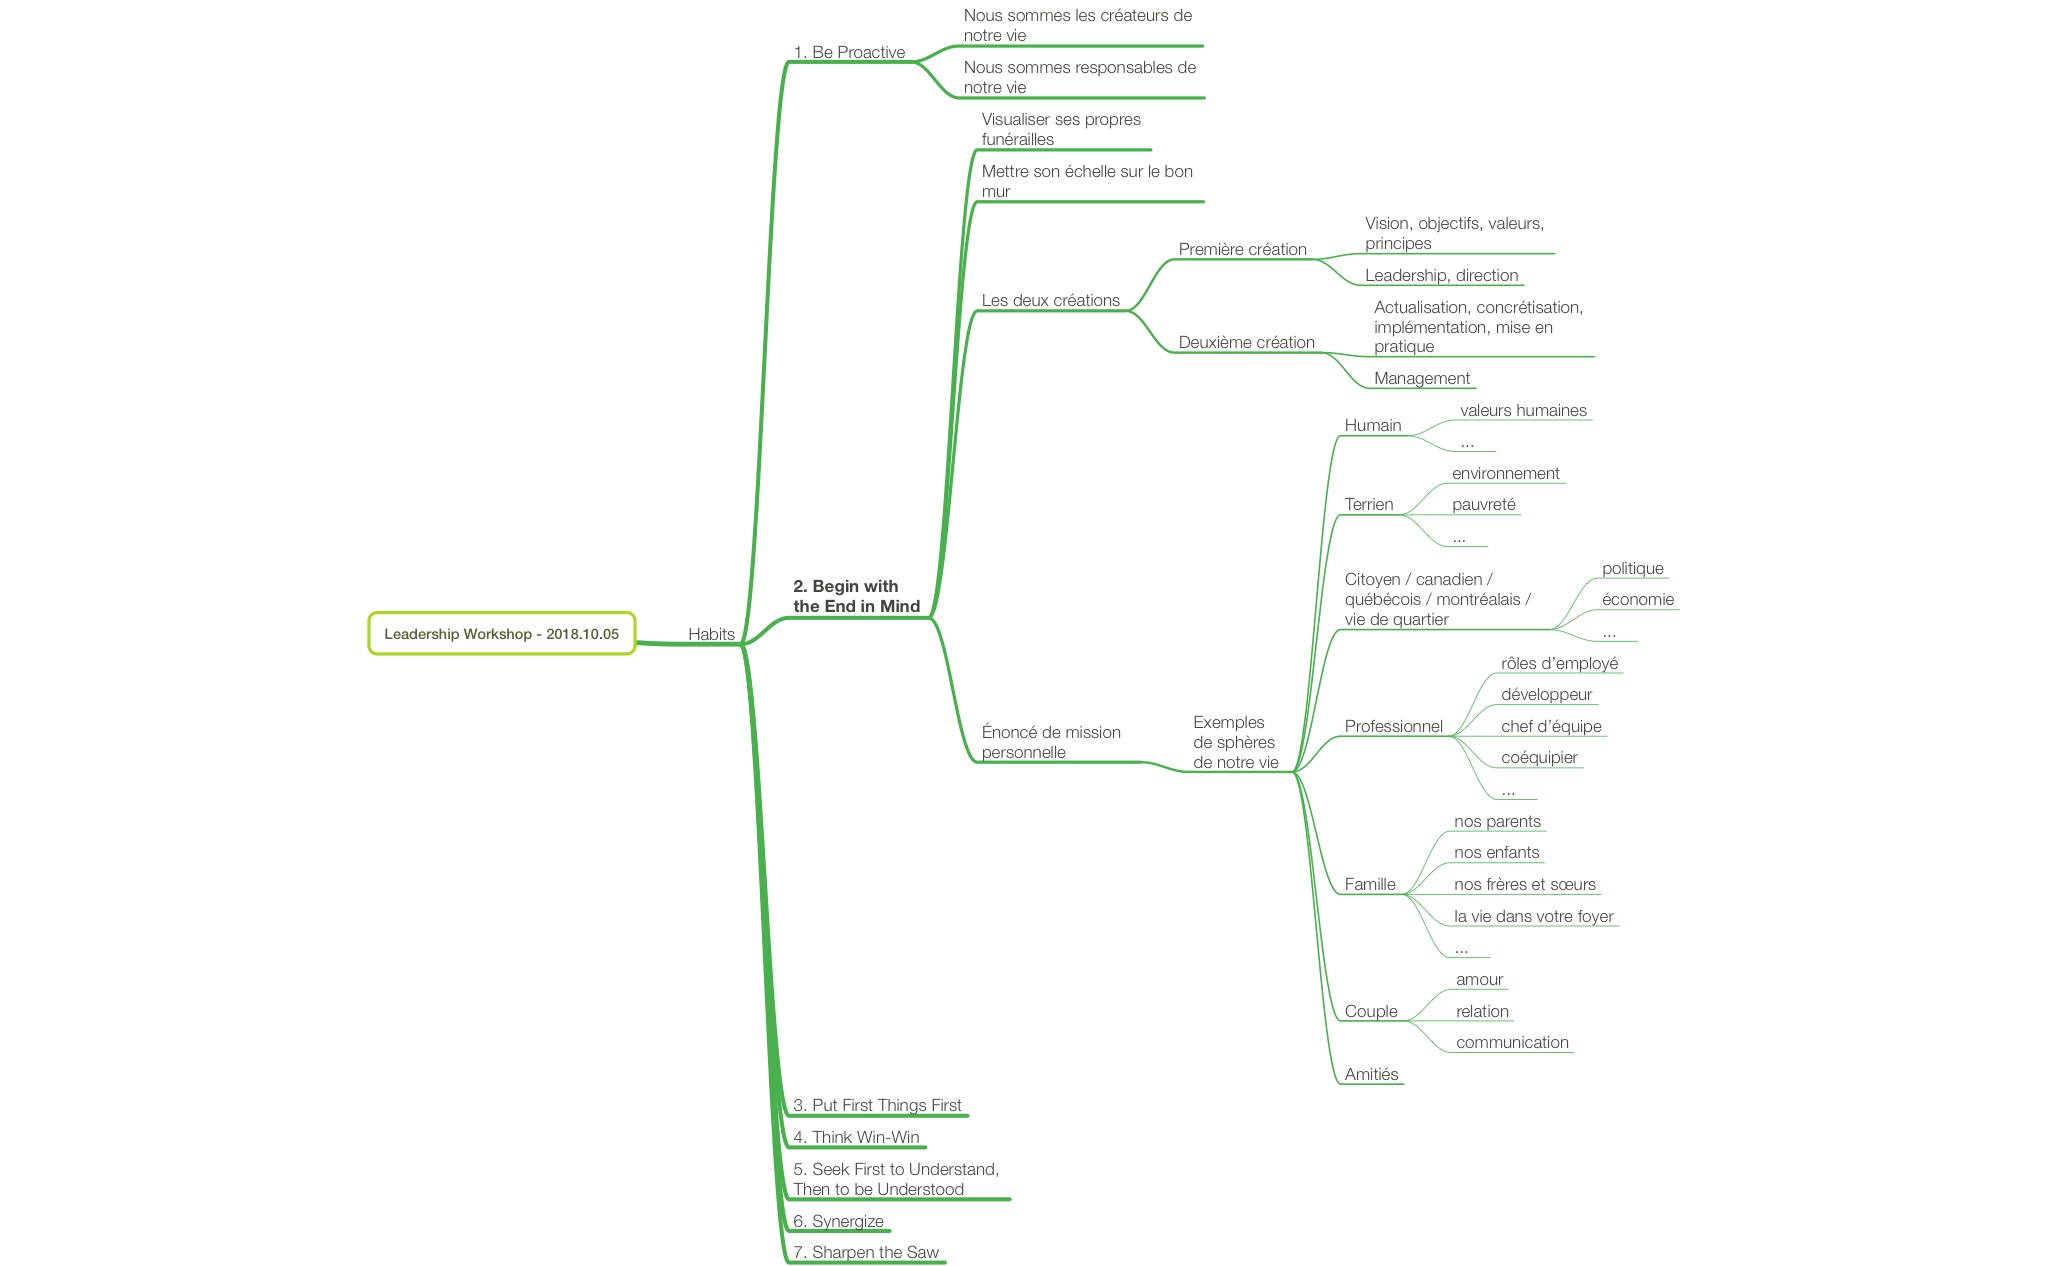 Leadership Workshop - 2018.10.05
Habits
1. Be Proactive
Nous sommes les créateurs de
notre vie
Nous sommes responsables de
notre vie
2. Begin with
the End in Mind
Visualiser ses propres
funérailles
Mettre son échelle sur le bon
mur
Les deux créations
Première création
Vision, objectifs, valeurs,
principes
Leadership, direction
Deuxième création
Actualisation, concrétisation,
implémentation, mise en
pratique
Management
Énoncé de mission
personnelle
Exemples
de sphères
de notre vie
Humain
valeurs humaines
...
Terrien
environnement
pauvreté
...
Citoyen / canadien /
québécois / montréalais /
vie de quartier
politique
économie
...
Professionnel
rôles d’employé
développeur
chef d’équipe
coéquipier
...
Famille
nos parents
nos enfants
nos frères et sœurs
la vie dans votre foyer
...
Couple
amour
relation
communication
Amitiés
3. Put First Things First
4. Think Win-Win
5. Seek First to Understand,
Then to be Understood
6. Synergize
7. Sharpen the Saw